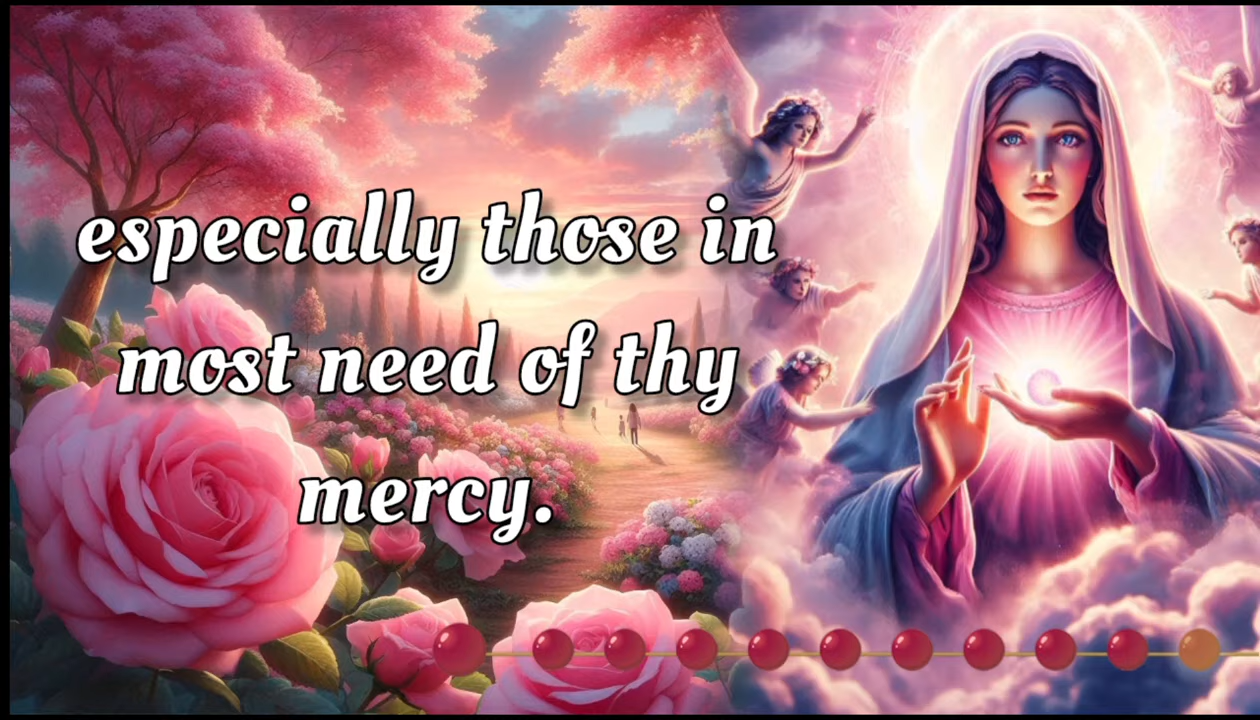 especially those in
most need of thy
mercy.